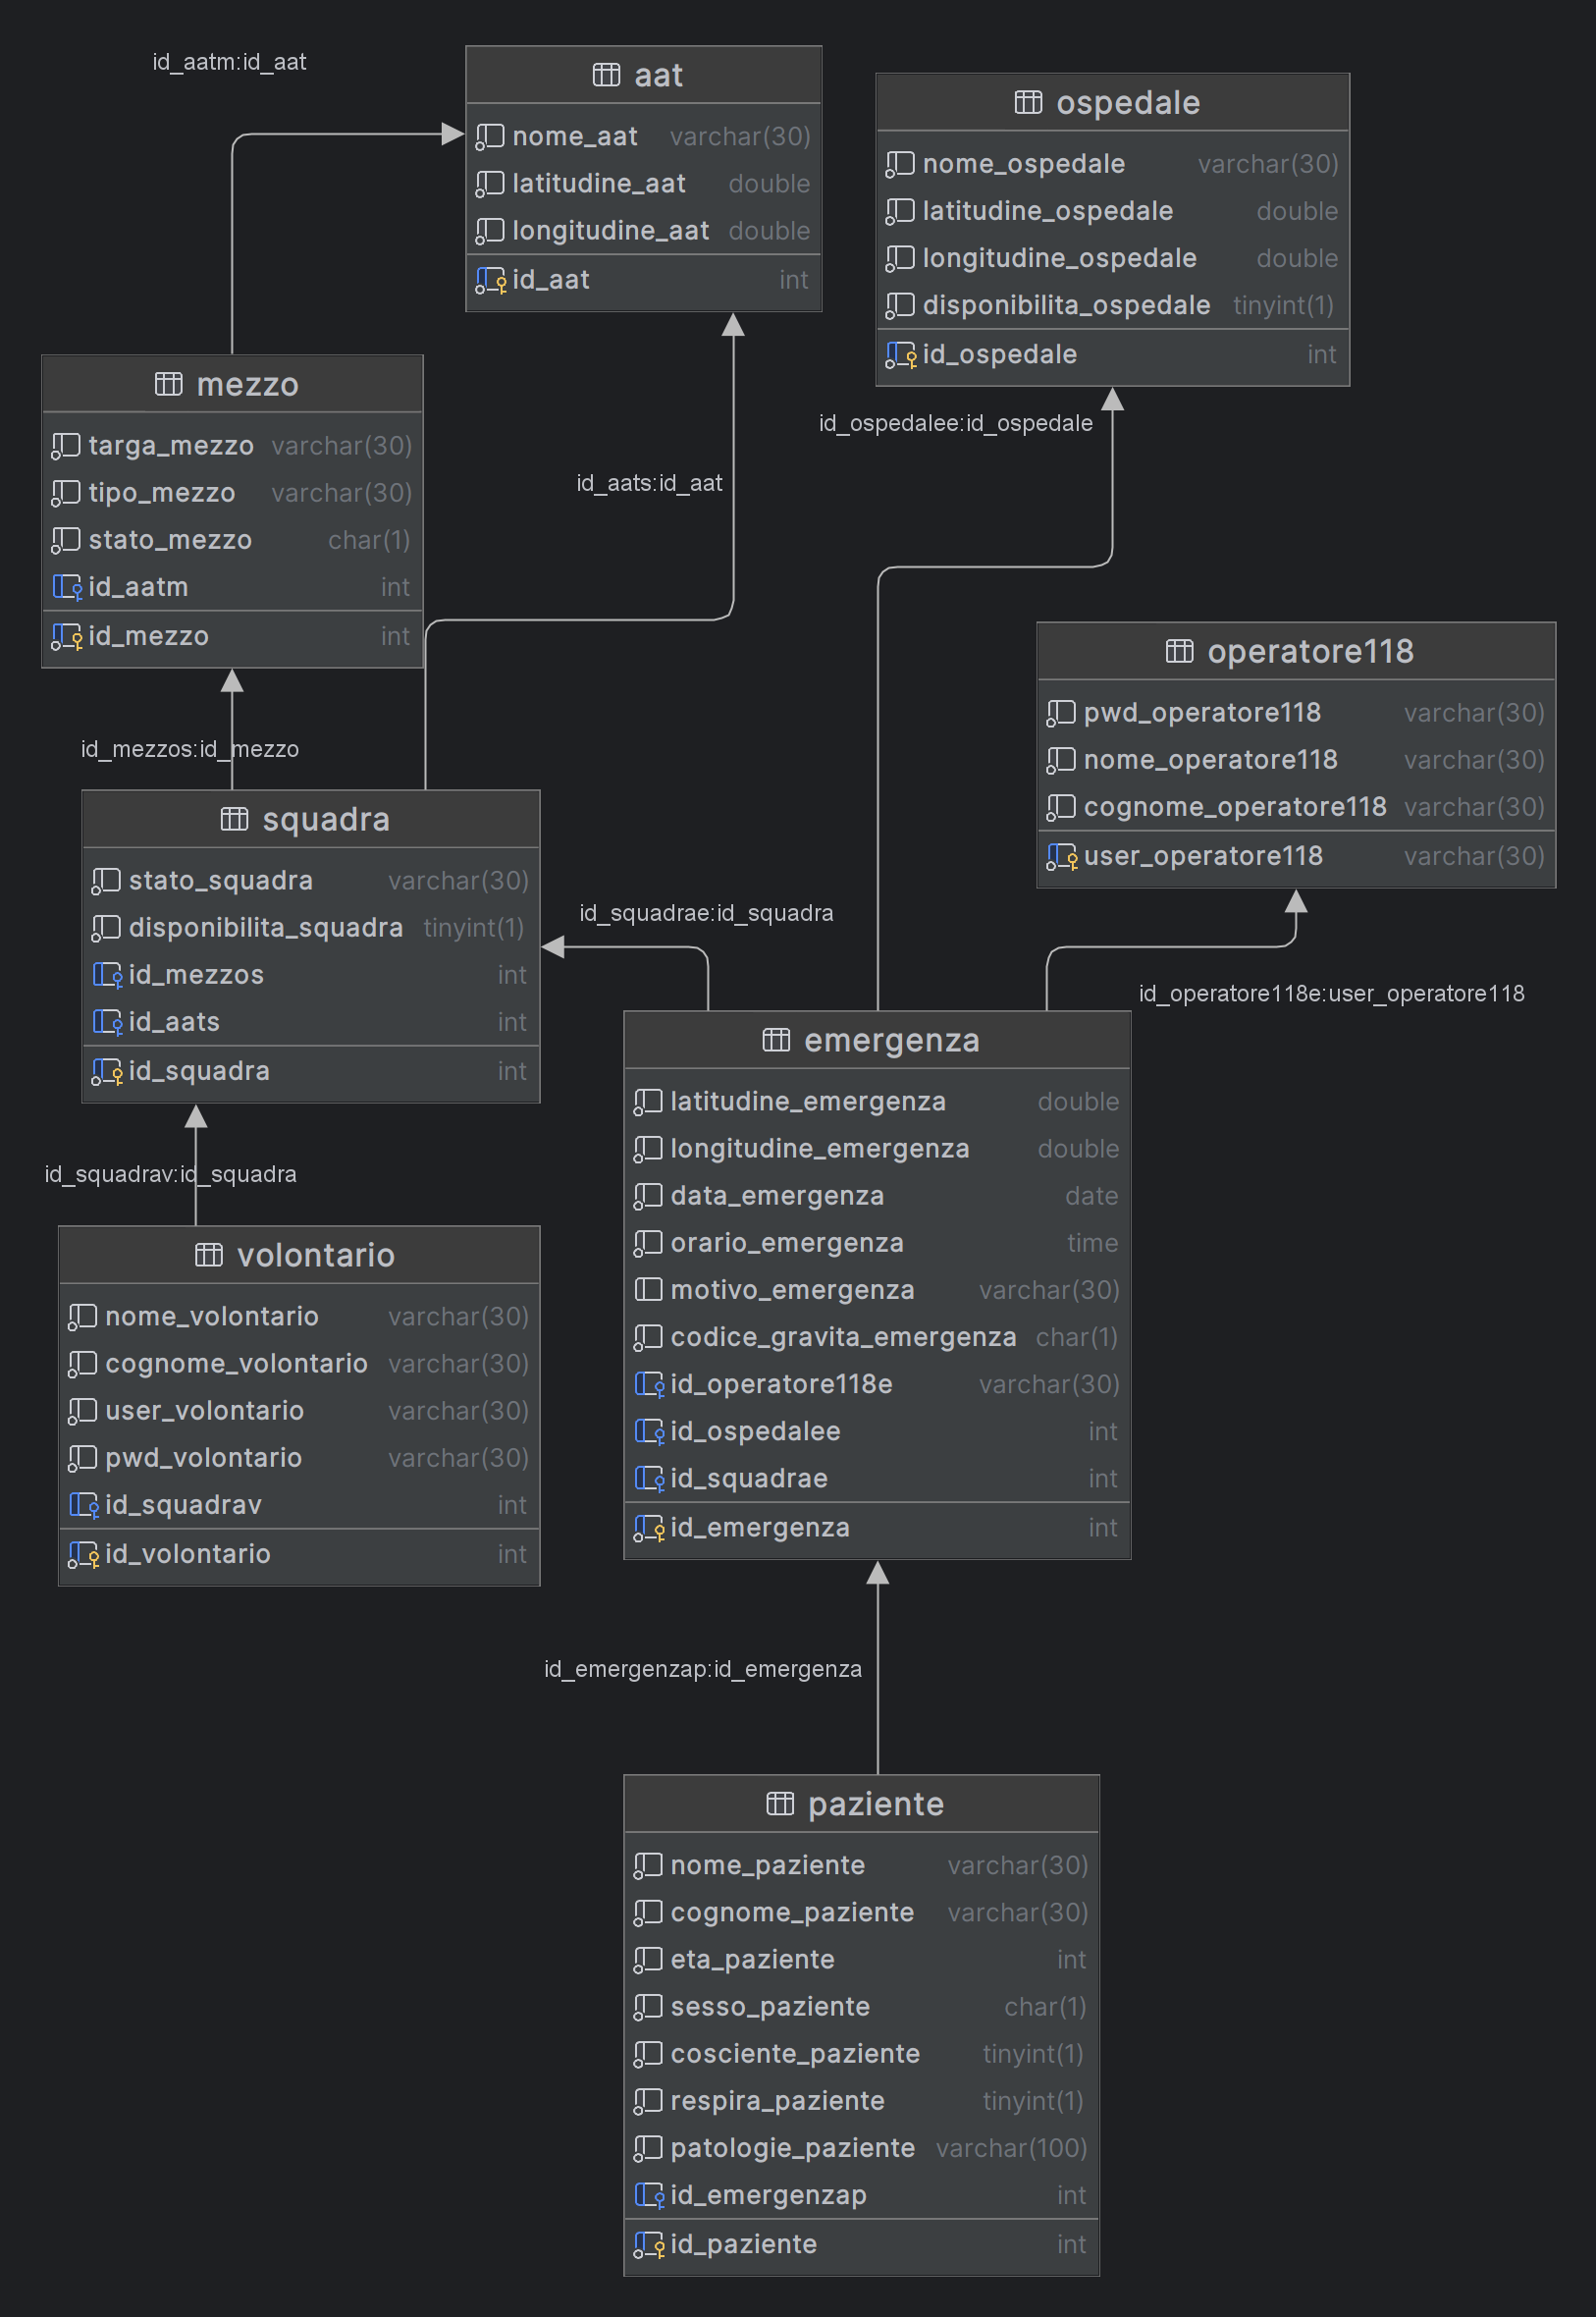 id_aatm:id_aat
aat
nome_aat varchar(30)
latitudine_aat double
longitudine_aat double
id_aat int
ospedale
nome_ospedale varchar(30)
latitudine_ospedale double
longitudine_ospedale double
disponibilita_ospedale tinyint(1)
id_ospedale int
mezzo
targa_mezzo varchar(30)
tipo_mezzo varchar(30)
stato_mezzo char(1)
id_aatm int
id_mezzo int
id_ospedalee:id_ospedale
id_aats:id_aat
operatore118
pwd_operatore118 varchar(30)
nome_operatore118 varchar(30)
cognome_operatore118 varchar(30)
user_operatore118 varchar(30)
id_mezzos:id_mezzo
squadra
stato_squadra varchar(30)
disponibilita_squadra tinyint(1)
id_mezzos int
id_aats int
id_squadra int
id_squadrae:id_squadra
id_operatore118e:user_operatore118
emergenza
latitudine_emergenza double
longitudine_emergenza double
data_emergenza date
orario_emergenza time
motivo_emergenza varchar(30)
codice_gravita_emergenza char(1)
id_operatore118e varchar(30)
id_ospedalee int
id_squadrae int
id_emergenza int
id_squadrav:id_squadra
volontario
nome_volontario varchar(30)
cognome_volontario varchar(30)
user_volontario varchar(30)
pwd_volontario varchar(30)
id_squadrav int
id_volontario int
id_emergenzap:id_emergenza
paziente
nome_paziente varchar(30)
cognome_paziente varchar(30)
eta_paziente int
sesso_paziente char(1)
cosciente_paziente tinyint(1)
respira_paziente tinyint(1)
patologie_paziente varchar(100)
id_emergenzap int
id_paziente int